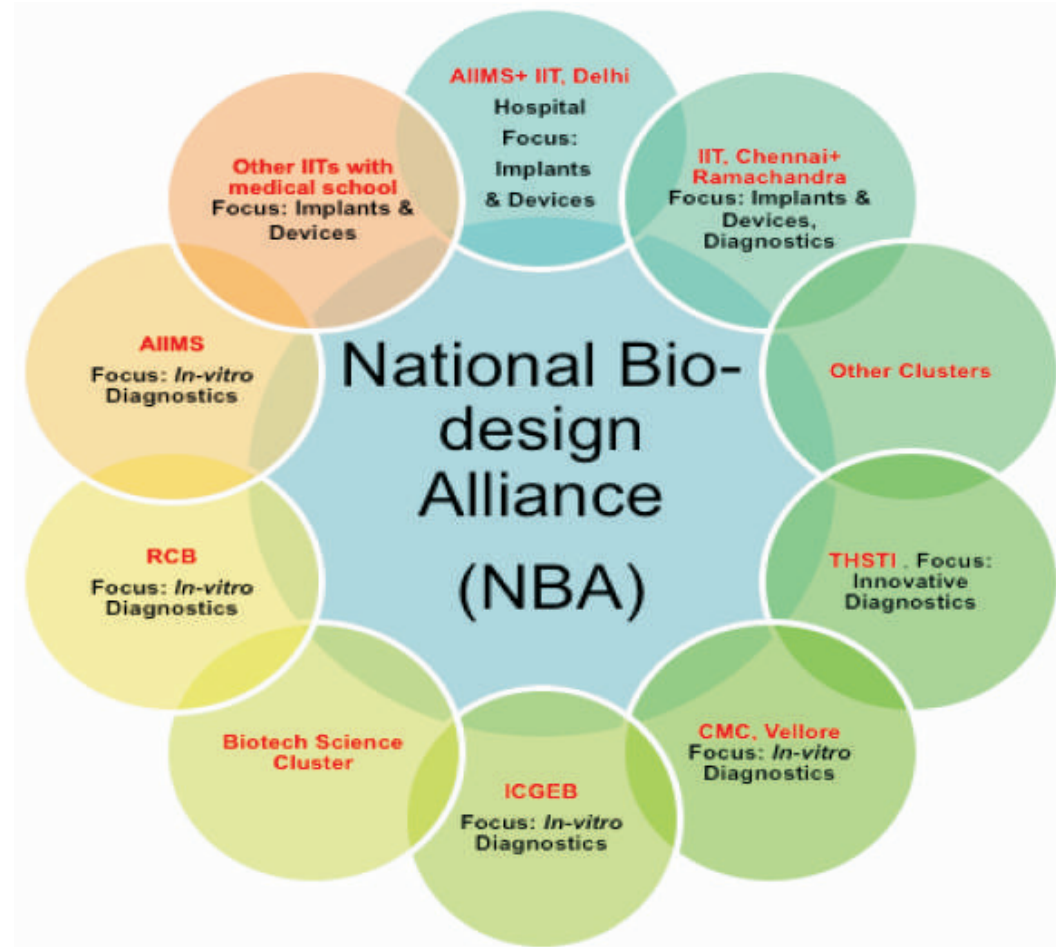 AIIMS+ IIT, Delhi
Hospital
Focus:
Implants
& Devices
IIT, Chennai+
Ramachandra
Focus: Implants &
Devices,
Diagnostics
Other Clusters
THSTI . Focus:
Innovative
Diagnostics
CMC, Vellore
Focus: In-vitro
Diagnostics
ICGEB
Focus: In-vitro
Diagnostics
Biotech Science
Cluster
RCB
Focus: In-vitro
Diagnostics
AIIMS
Focus: In-vitro
Diagnostics
Other IITs with
medical school
Focus: Implants &
Devices
National Bio-
design
Alliance
(NBA)